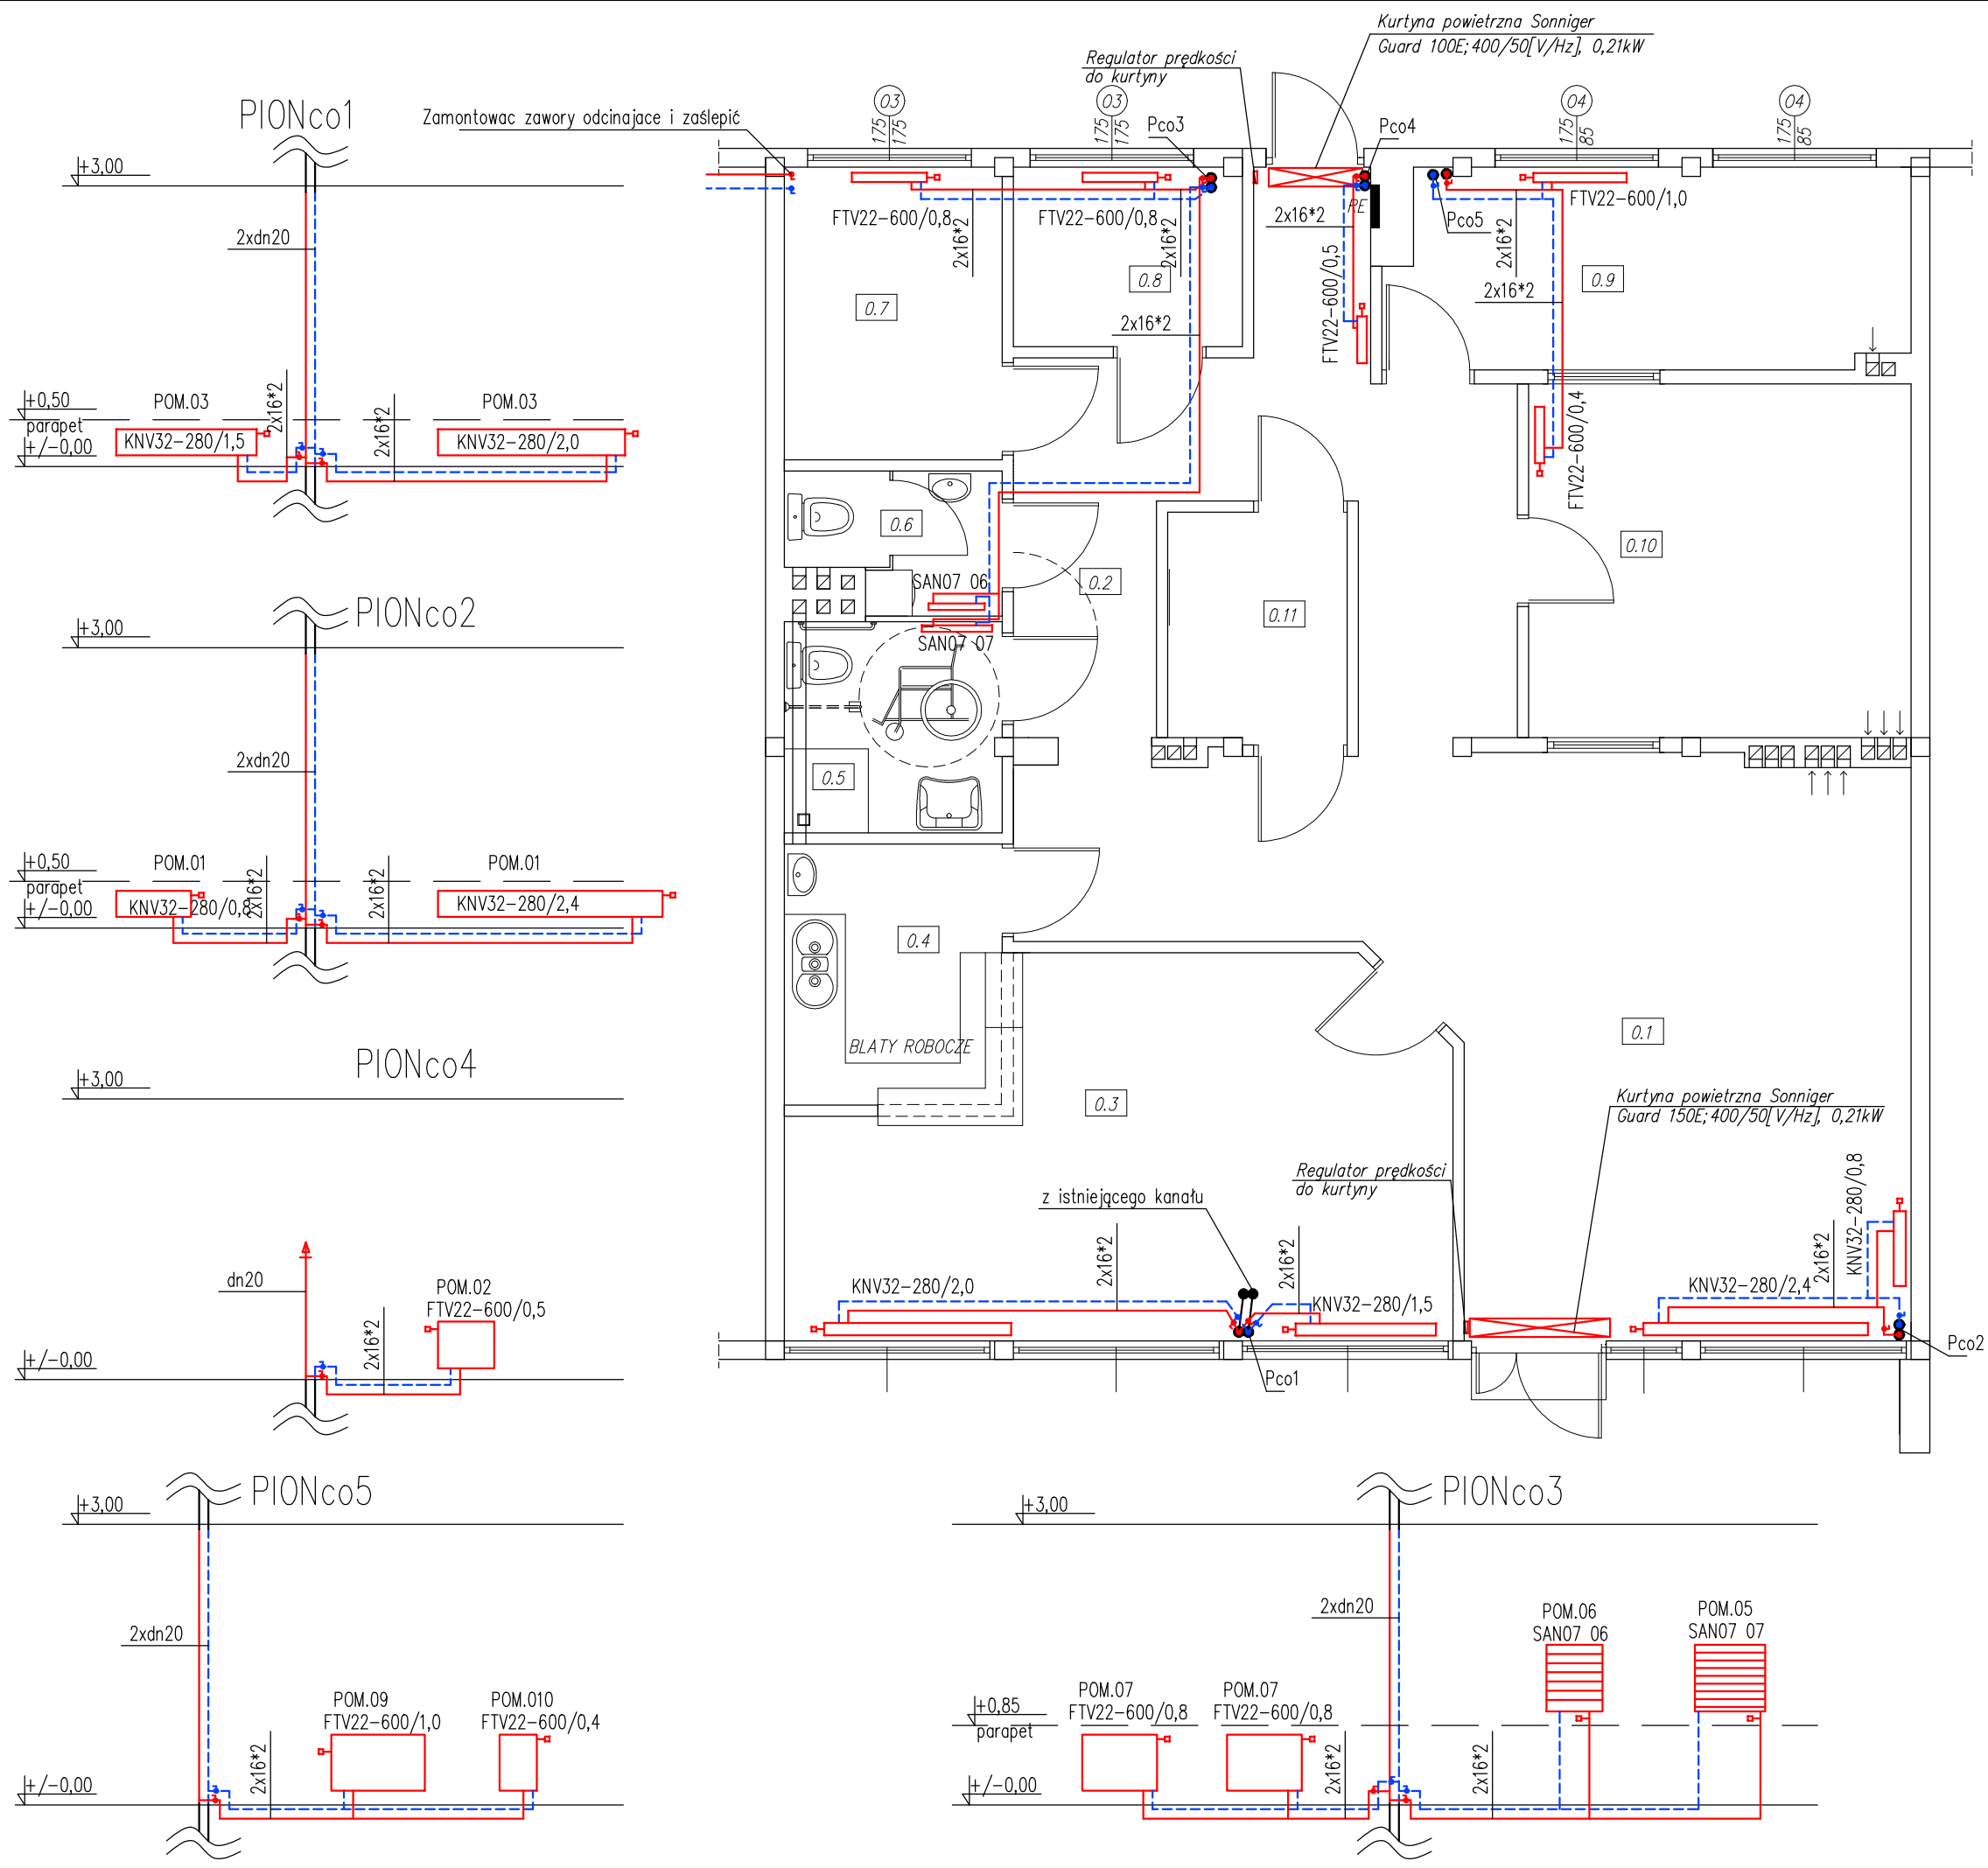 Kurtyna powietrzna Sonniger
Guard 100E; 400/50[V/Hz], 0,21kW
Regulator prędkości
do kurtyny
Zamontowac zawory odcinajace i zaślepić
03
175
175
03
175
175
Pco3
Pco4
04
175
85
04
175
85
FTV22-600/0,8
2x16*2
FTV22-600/0,8
2x16*2
2x16*2
RE
Pco5
FTV22-600/1,0
2x16*2
2x16*2
0.7
0.8
2x16*2
FTV22-600/0,5
0.9
FTV22-600/0,4
0.6
0.10
SAN07 06
0.2
0.11
SAN07 07
0.5
0.4
BLATY ROBOCZE
0.3
0.1
Kurtyna powietrzna Sonniger
Guard 150E; 400/50[V/Hz], 0,21kW
Regulator prędkości
do kurtyny
z istniejącego kanału
KNV32-280/2,0
2x16*2
2x16*2
KNV32-280/1,5
KNV32-280/2,4
2x16*2
KNV32-280/0,8
Pco1
Pco2
PIONco1
+3,00
2xdn20
+0,50
parapet
+/-0,00
POM.03
KNV32-280/1,5
2x16*2
2x16*2
POM.03
KNV32-280/2,0
PIONco2
+3,00
2xdn20
+0,50
parapet
+/-0,00
POM.01
KNV32-280/0,8
2x16*2
2x16*2
POM.01
KNV32-280/2,4
PIONco4
+3,00
dn20
POM.02
FTV22-600/0,5
2x16*2
+/-0,00
PIONco5
+3,00
2xdn20
POM.09
FTV22-600/1,0
POM.010
FTV22-600/0,4
2x16*2
+/-0,00
PIONco3
+3,00
2xdn20
POM.06
SAN07 06
POM.05
SAN07 07
+0,85
parapet
POM.07
FTV22-600/0,8
POM.07
FTV22-600/0,8
2x16*2
2x16*2
+/-0,00